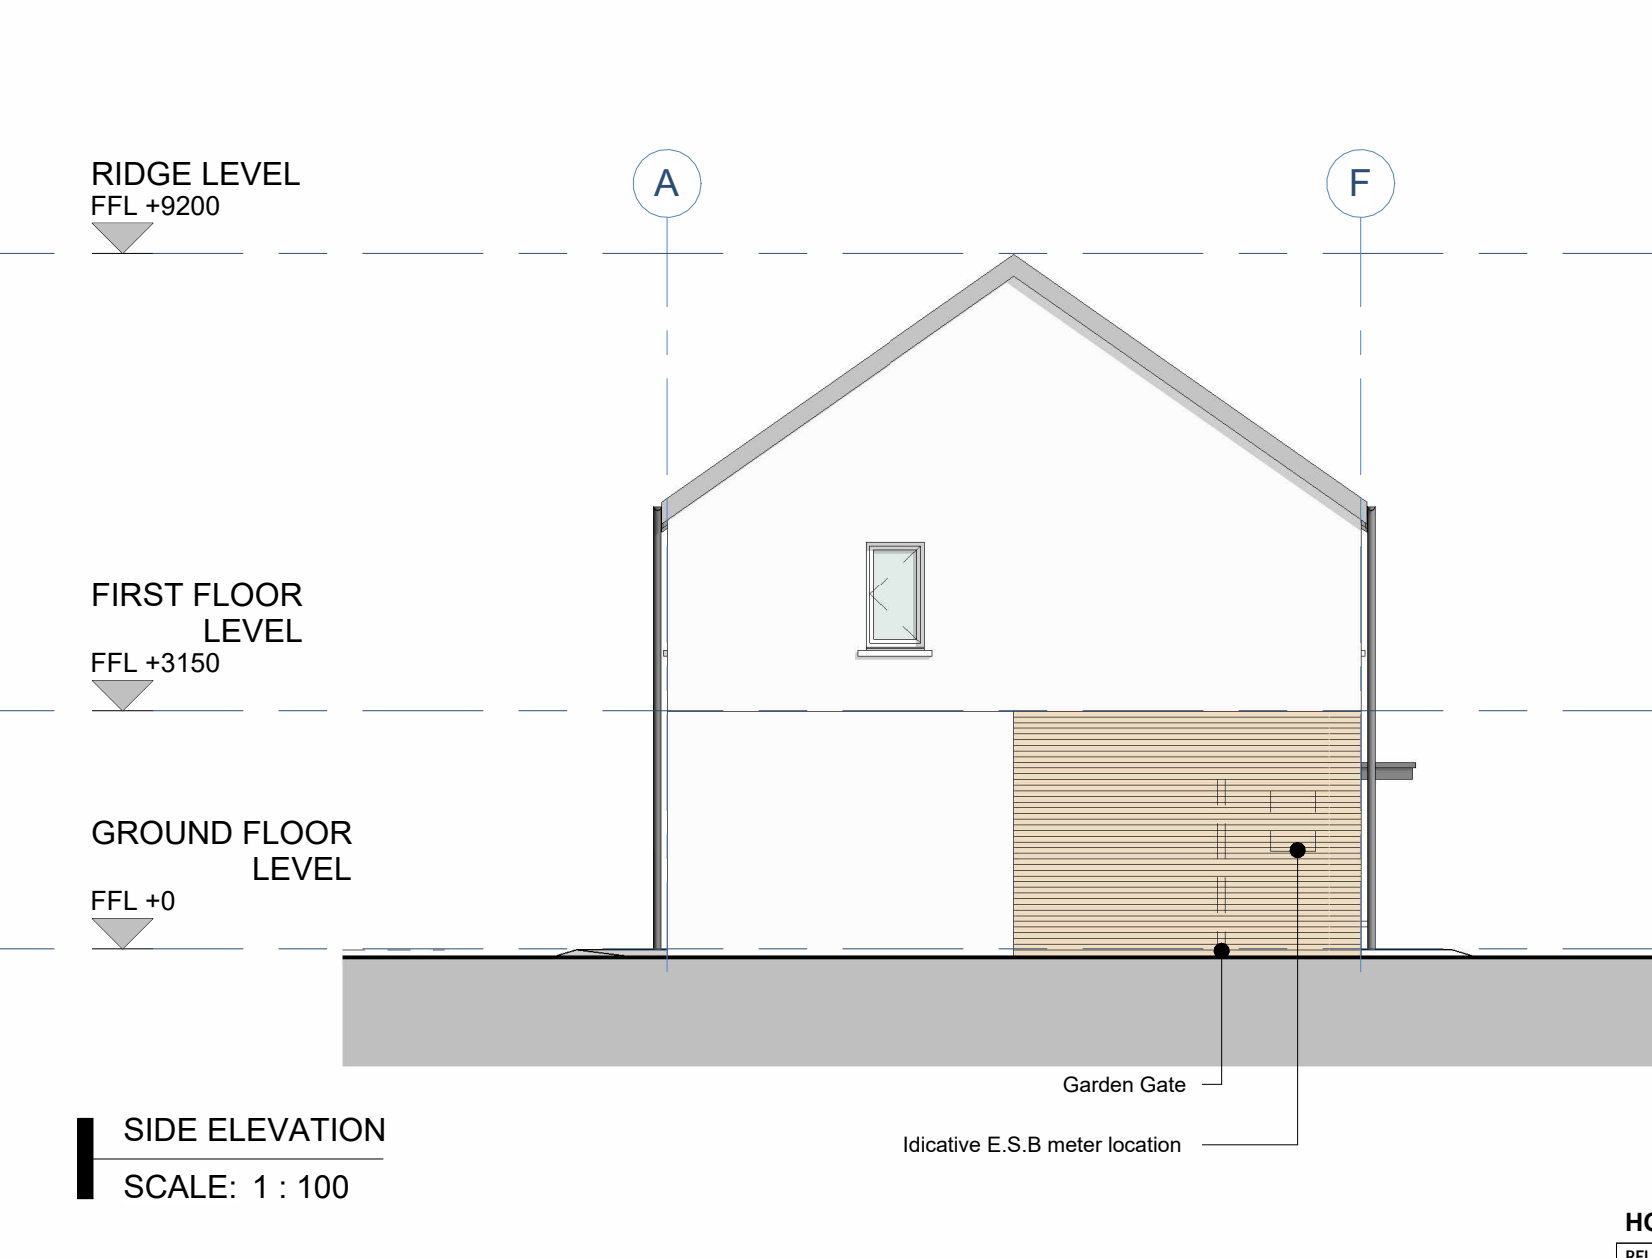 A
F
RIDGE LEVEL
FFL +9200
FIRST FLOOR
LEVEL
FFL +3150
GROUND FLOOR
LEVEL
FFL +0
Garden Gate
Idicative E.S.B meter location
SIDE ELEVATION
SCALE: 1 : 100